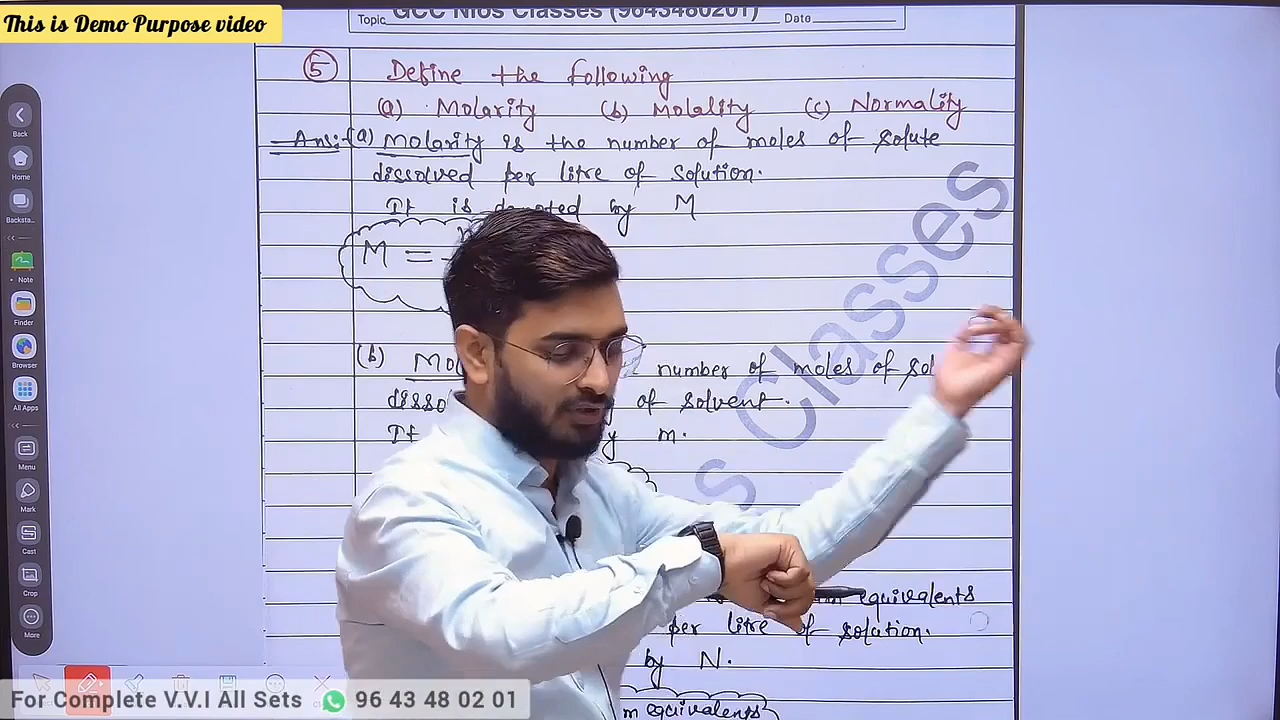 This is Demo Purpose video
Topic GCC Nios Classes (9643480201) Date
5 Define the following
(a) Molarity (b) Molality (c) Normality
Ans:- (a) Molarity is the number of moles of solute
dissolved per litre of solution.
It is denoted by M
M =
(b) number of moles of
of solvent.
It m.
equivalents
per litre of solution.
by N.
m equivalents
s Classes
Back
Home
Backsta...
Note
Finder
Browser
All Apps
Menu
Mark
Cast
Crop
More
For Complete V.V.I All Sets 96 43 48 02 01